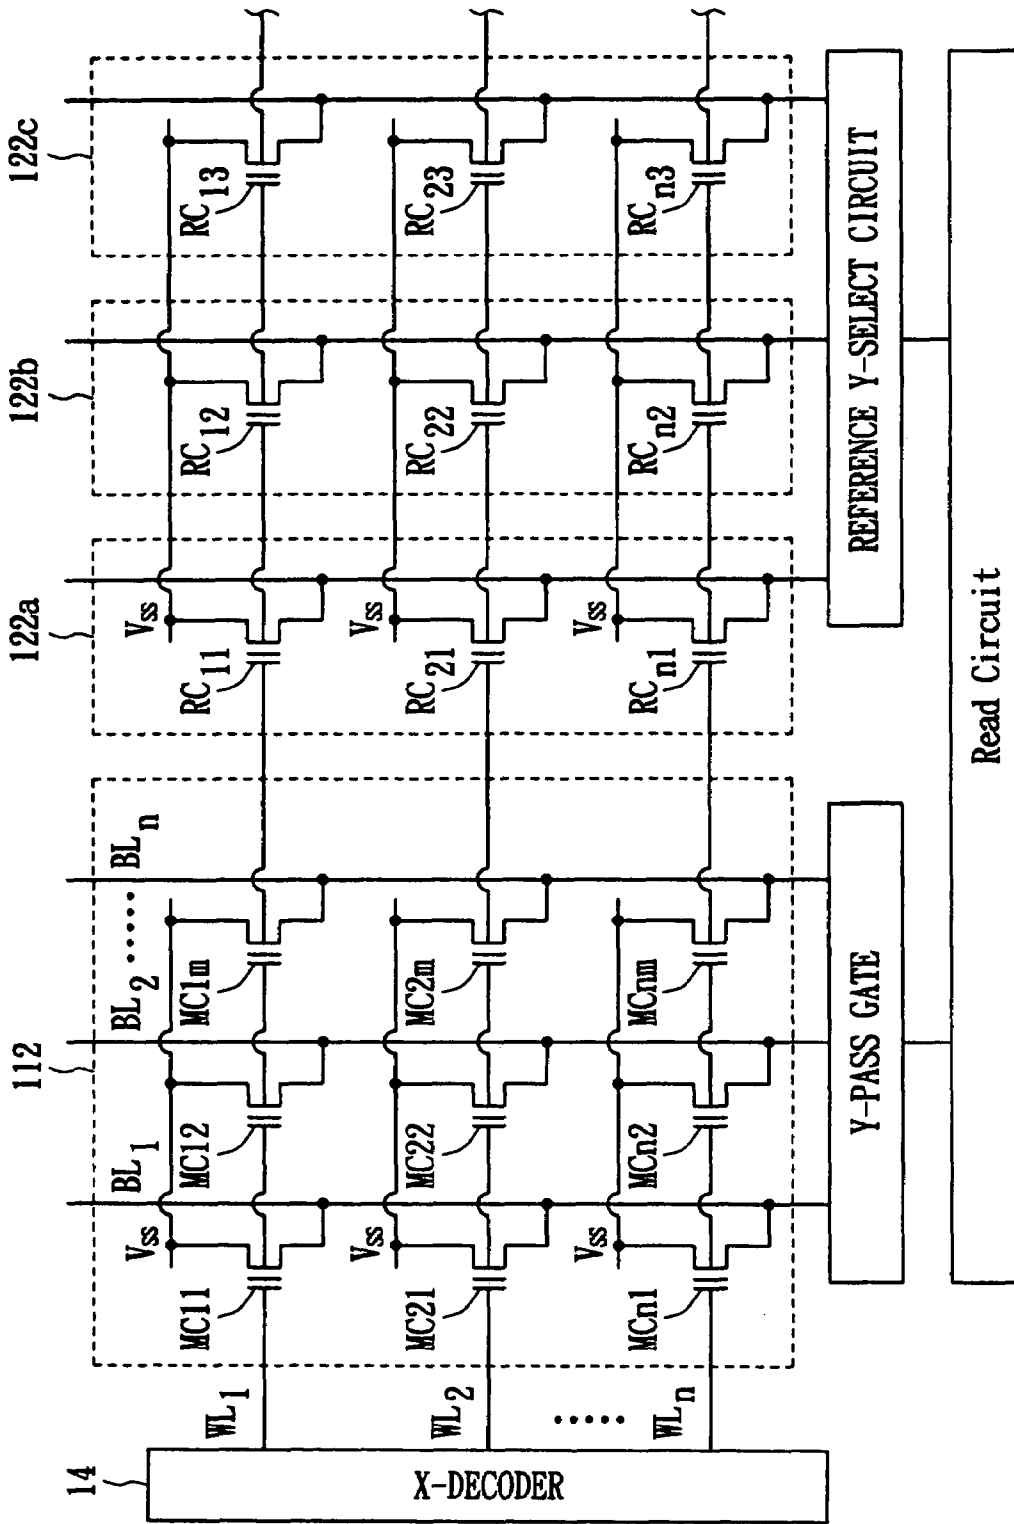 122a
122b
122c
112
14
BL1
BL2
.....
BLn
VSS
VSS
WL1
MC11
MC12
MC1m
RC11
RC12
RC13
VSS
VSS
WL2
MC21
MC22
MC2m
RC21
RC22
RC23
.....
VSS
VSS
WLn
MCn1
MCn2
MCnm
RCn1
RCn2
RCn3
X-DECODER
Y-PASS GATE
REFERENCE Y-SELECT CIRCUIT
Read Circuit